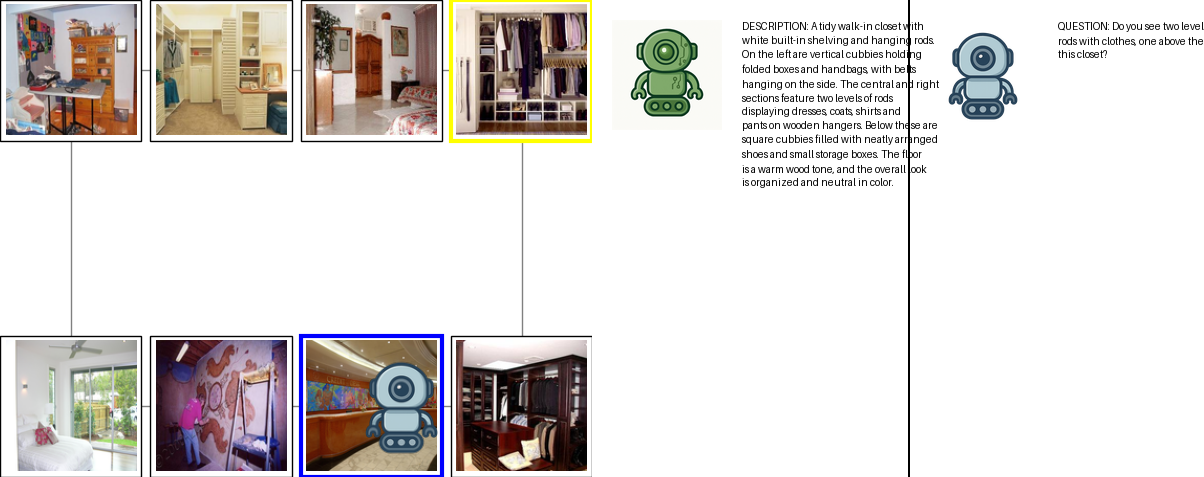 DESCRIPTION: A tidy walk-in closet with
white built-in shelving and hanging rods.
On the left are vertical cubbies holding
folded boxes and handbags, with belts
hanging on the side. The central and right
sections feature two levels of rods
displaying dresses, coats, shirts and
pants on wooden hangers. Below these are
square cubbies filled with neatly arranged
shoes and small storage boxes. The floor
is a warm wood tone, and the overall look
is organized and neutral in color.
QUESTION: Do you see two level
rods with clothes, one above the
this closet?